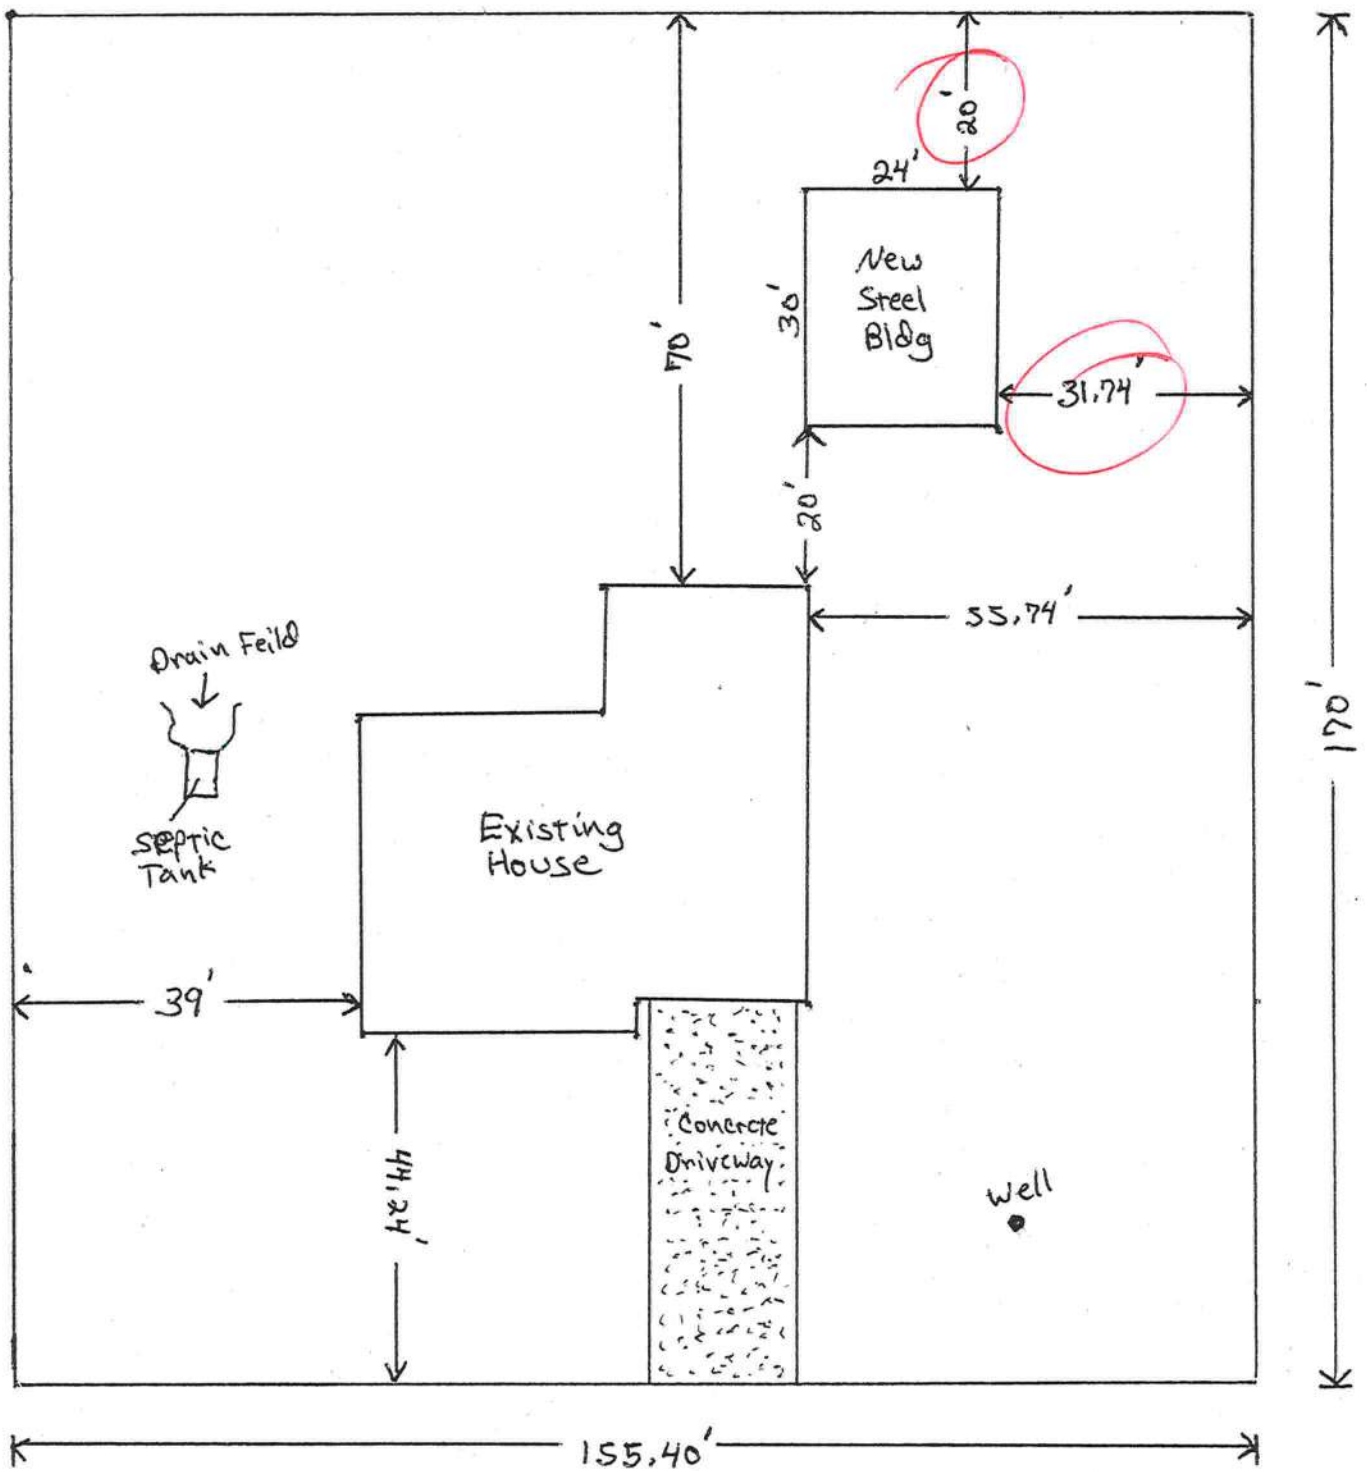 20'
24'
New
Steel
Bldg
30'
70'
31.74'
20'
55.74'
170'
Drain Feild
SEPTIC
Tank
Existing
House
39'
44.24'
Concrete
Driveway
Well
155.40'